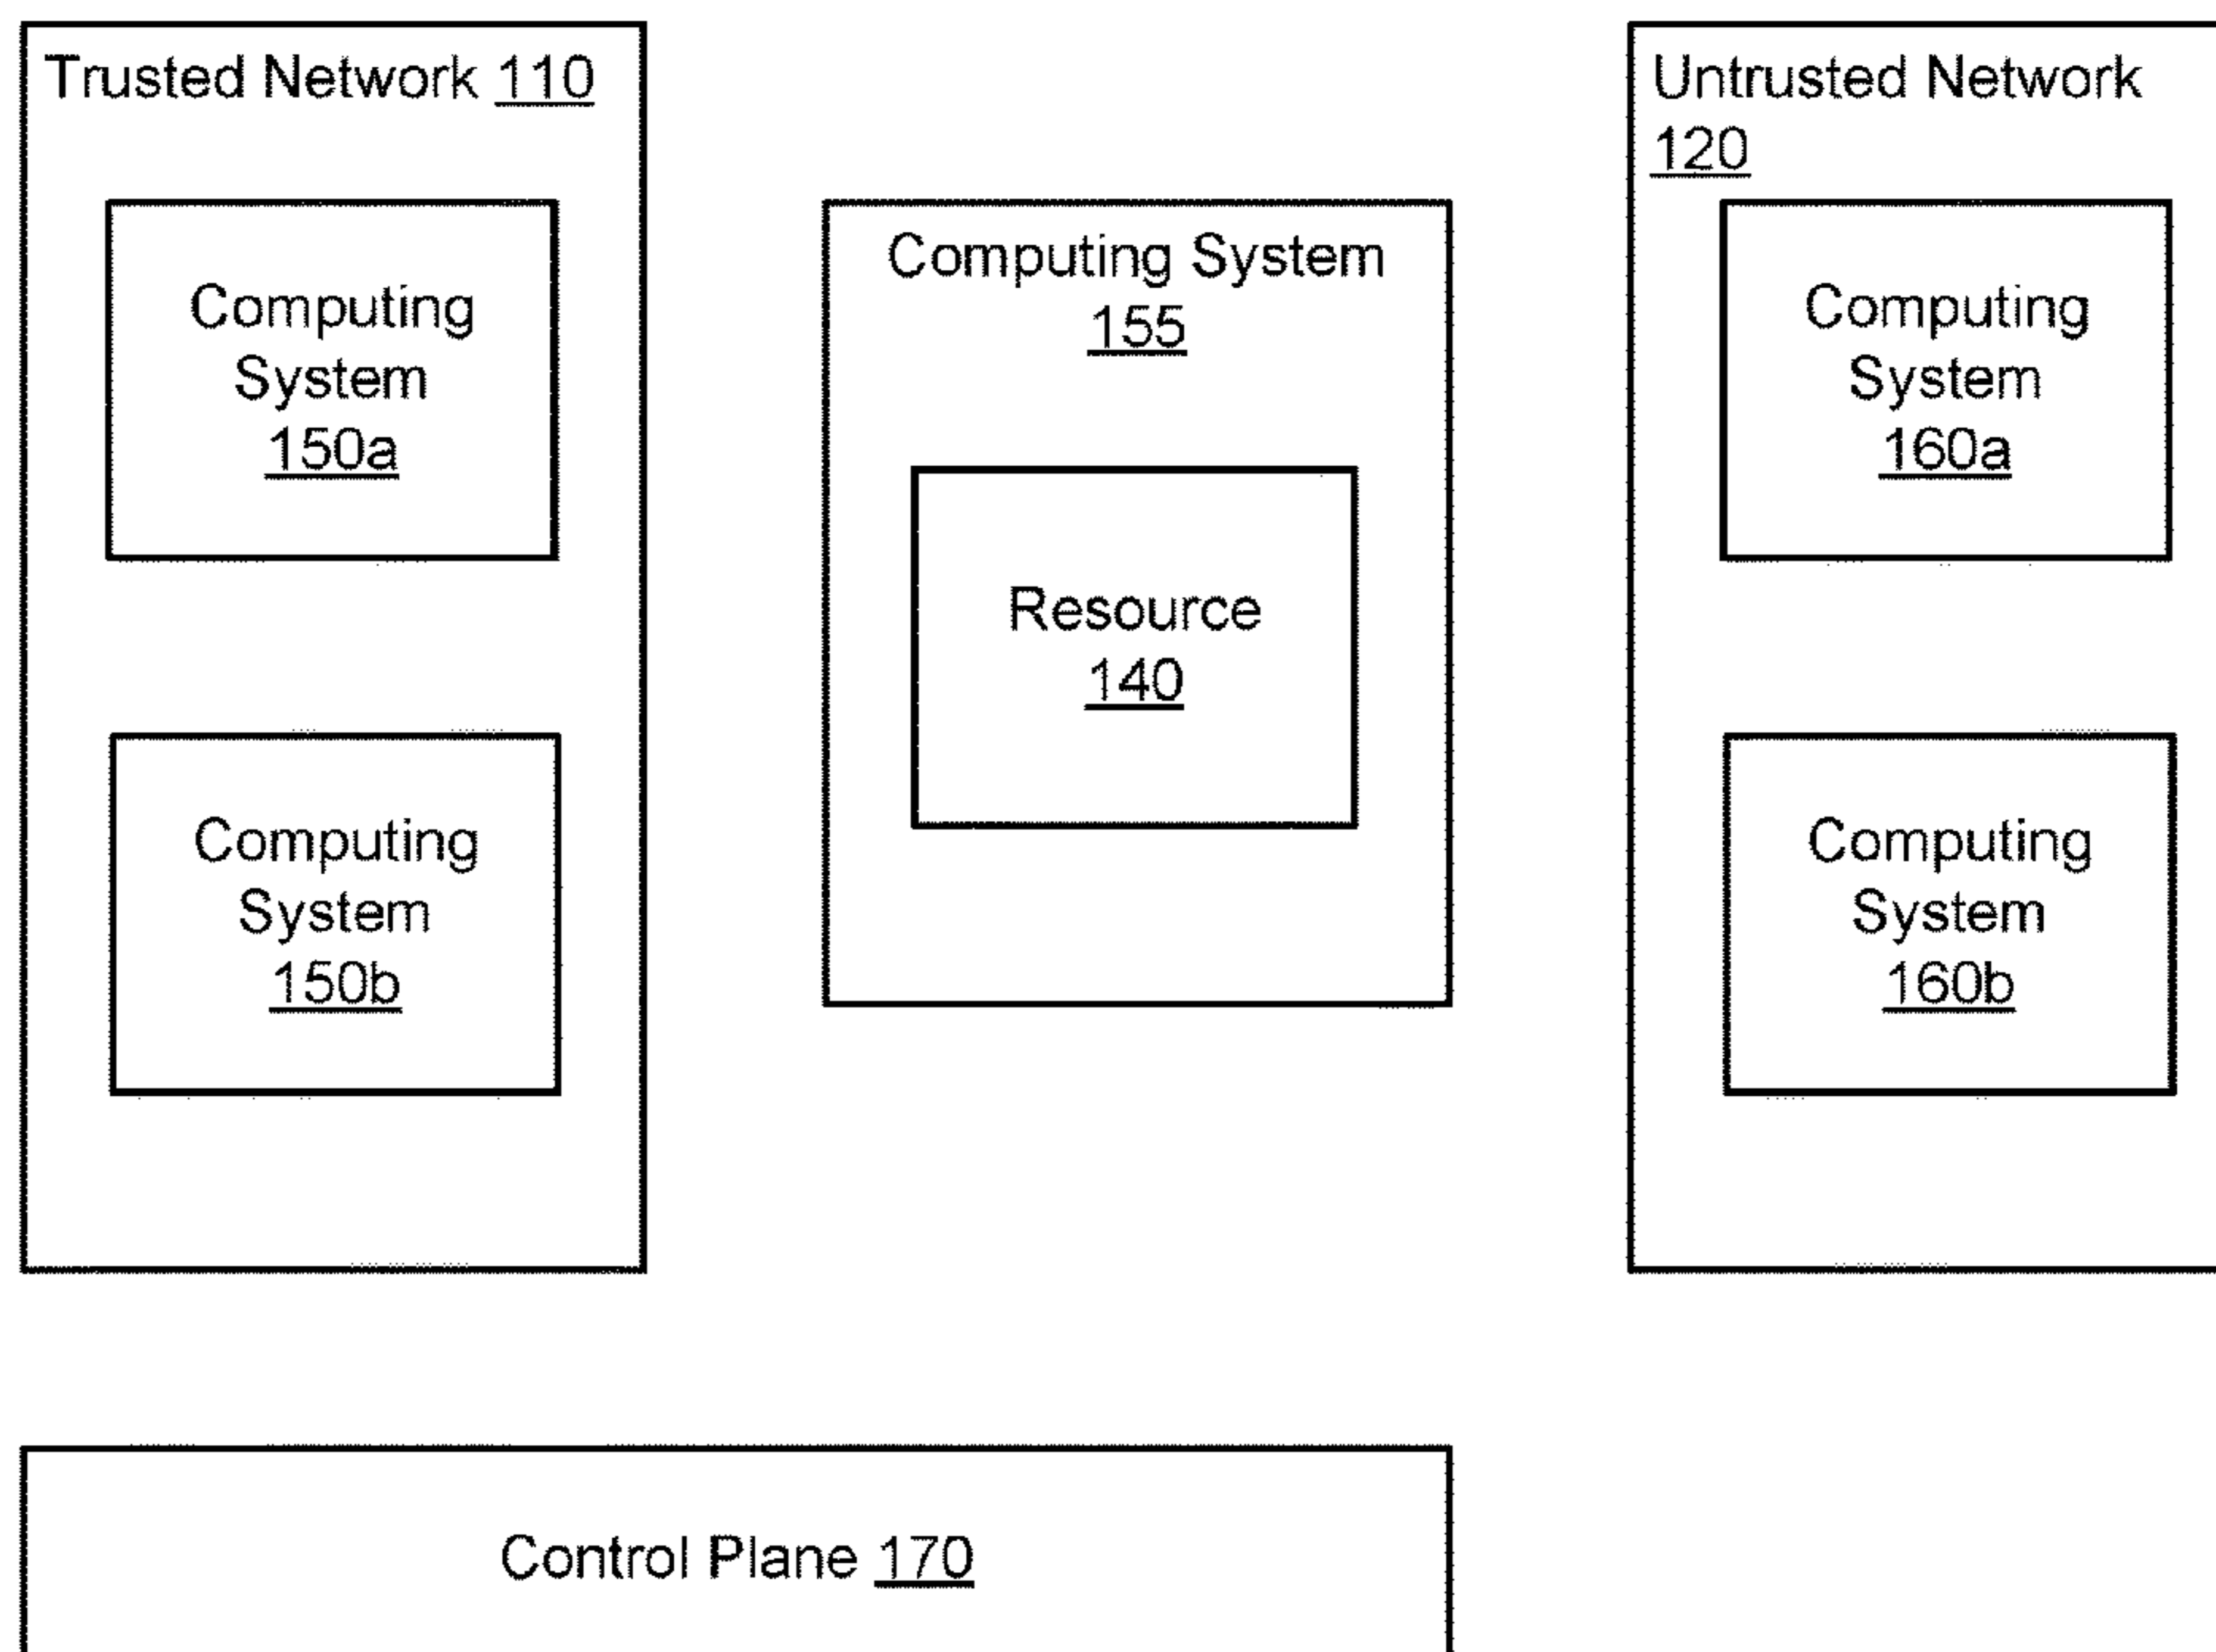 Trusted Network 110
Computing
System
150a
Computing
System
150b
Computing System
155
Resource
140
Untrusted Network
120
Computing
System
160a
Computing
System
160b
Control Plane 170